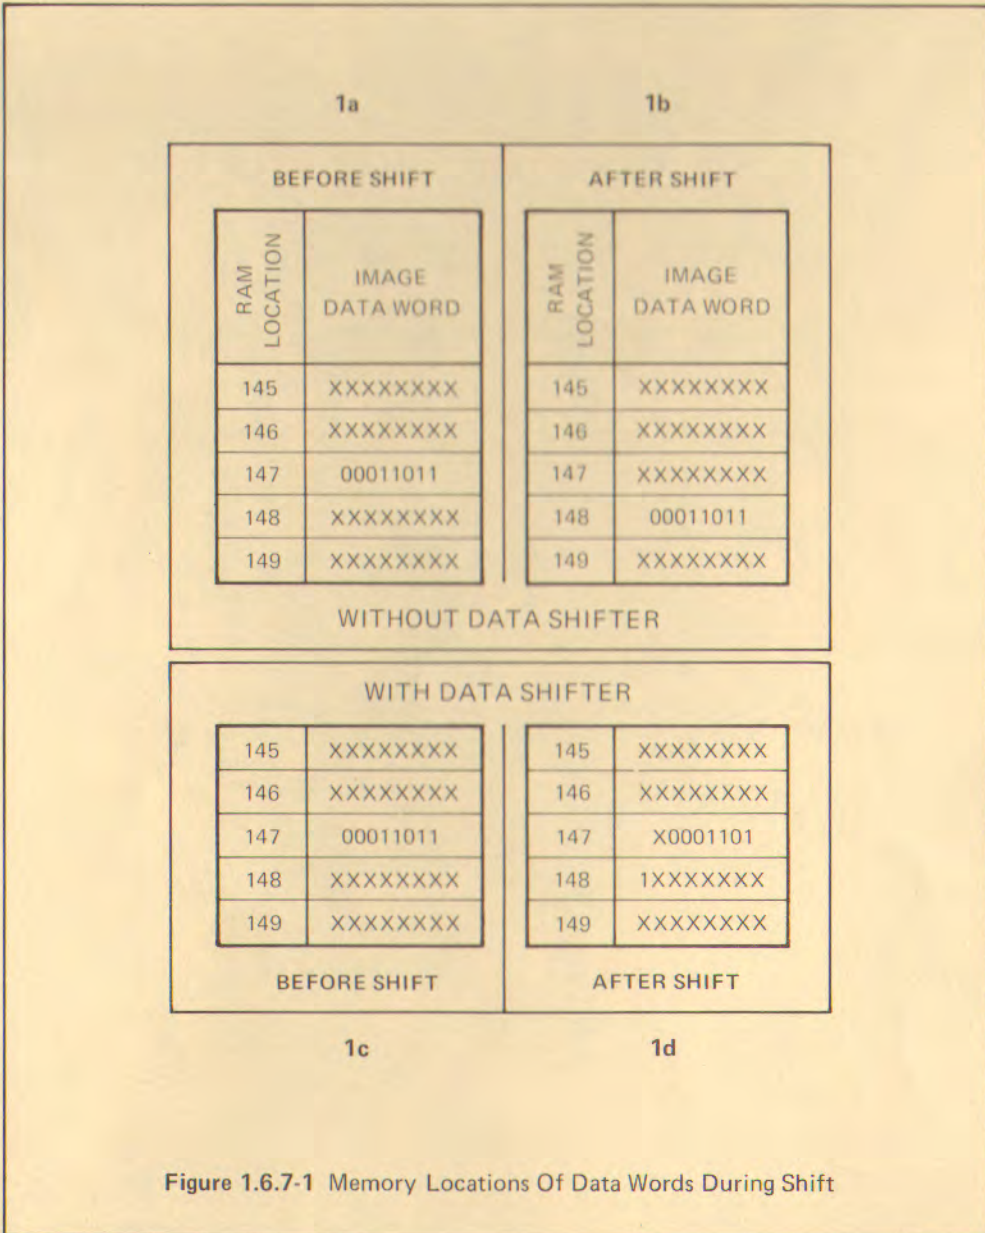 1a 1b
BEFORE SHIFT AFTER SHIFT
RAM LOCATION IMAGE DATA WORD RAM LOCATION IMAGE DATA WORD
145 XXXXXXXX 145 XXXXXXXX
146 XXXXXXXX 146 XXXXXXXX
147 00011011 147 XXXXXXXX
148 XXXXXXXX 148 00011011
149 XXXXXXXX 149 XXXXXXXX
WITHOUT DATA SHIFTER
WITH DATA SHIFTER
145 XXXXXXXX 145 XXXXXXXX
146 XXXXXXXX 146 XXXXXXXX
147 00011011 147 X0001101
148 XXXXXXXX 148 1XXXXXXX
149 XXXXXXXX 149 XXXXXXXX
BEFORE SHIFT AFTER SHIFT
1c 1d
Figure 1.6.7-1 Memory Locations Of Data Words During Shift